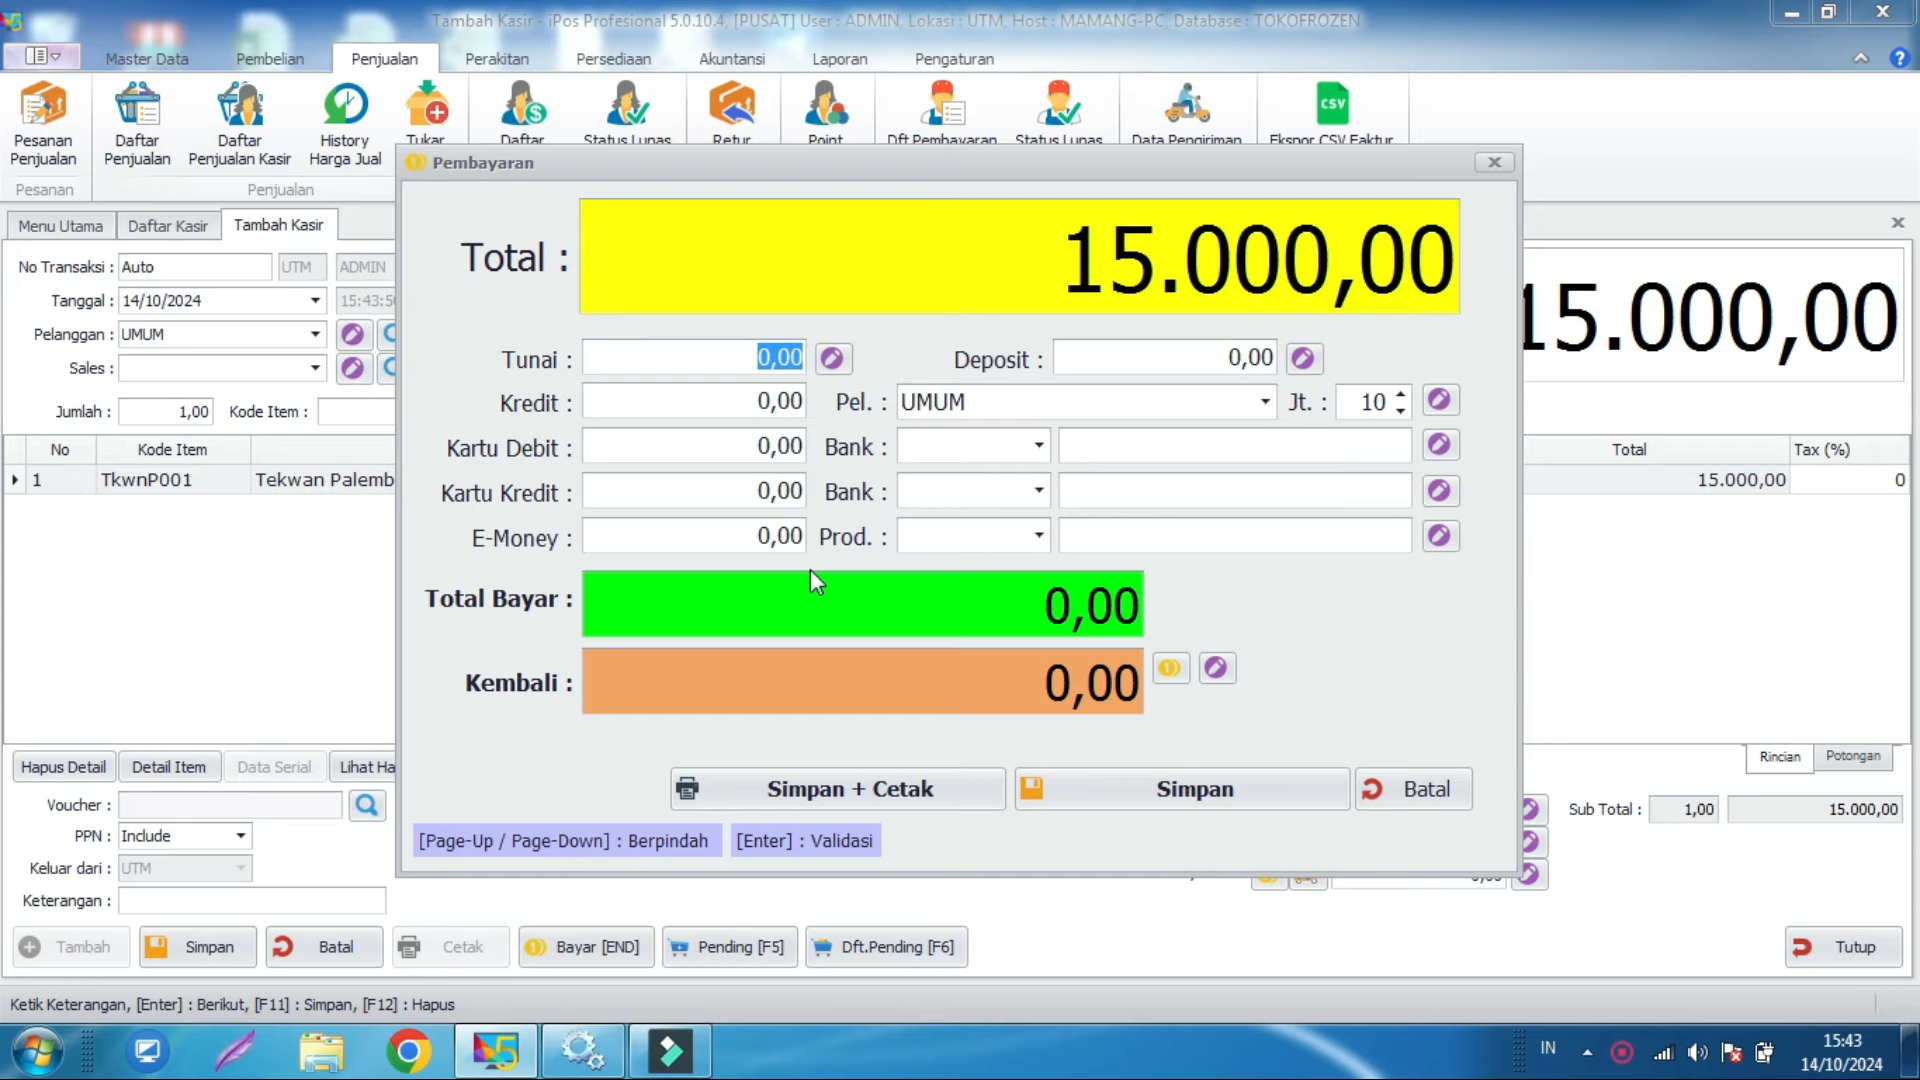 Tambah Kasir - iPos Profesional 5.0.10.4, [PUSAT] User : ADMIN, Lokasi : UTM, Host : MAMANG-PC, Database : TOKOFROZEN
Master Data Pembelian Penjualan Perakitan Persediaan Akuntansi Laporan Pengaturan
Pesanan Penjualan
Daftar Penjualan
Daftar Penjualan Kasir
History Harga Jual
Tukar
Daftar
Status Lunas
Retur
Point
Dft Pembayaran
Status Lunas
Data Pengiriman
CSV
Ekspor CSV Faktur
Pesanan
Penjualan
Menu Utama Daftar Kasir Tambah Kasir
No Transaksi : Auto UTM ADMIN
Tanggal : 14/10/2024
Pelanggan : UMUM
Sales :
Jumlah : 1,00 Kode Item :
15.000,00
No Kode Item Total Tax (%)
1 TkwnP001 Tekwan Palemb 15.000,00 0
Pembayaran
Total : 15.000,00
Tunai : 0,00 Deposit : 0,00
Kredit : 0,00 Pel. : UMUM Jt. : 10
Kartu Debit : 0,00 Bank :
Kartu Kredit : 0,00 Bank :
E-Money : 0,00 Prod. :
Total Bayar : 0,00
Kembali : 0,00
Simpan + Cetak Simpan Batal
[Page-Up / Page-Down] : Berpindah [Enter] : Validasi
Hapus Detail Detail Item Data Serial Lihat Ha
Rincian Potongan
Voucher :
PPN : Include
Keluar dari : UTM
Keterangan :
Sub Total : 1,00 15.000,00
Tambah Simpan Batal Cetak Bayar [END] Pending [F5] Dft.Pending [F6] Tutup
Ketik Keterangan, [Enter] : Berikut, [F11] : Simpan, [F12] : Hapus
IN
15:43
14/10/2024